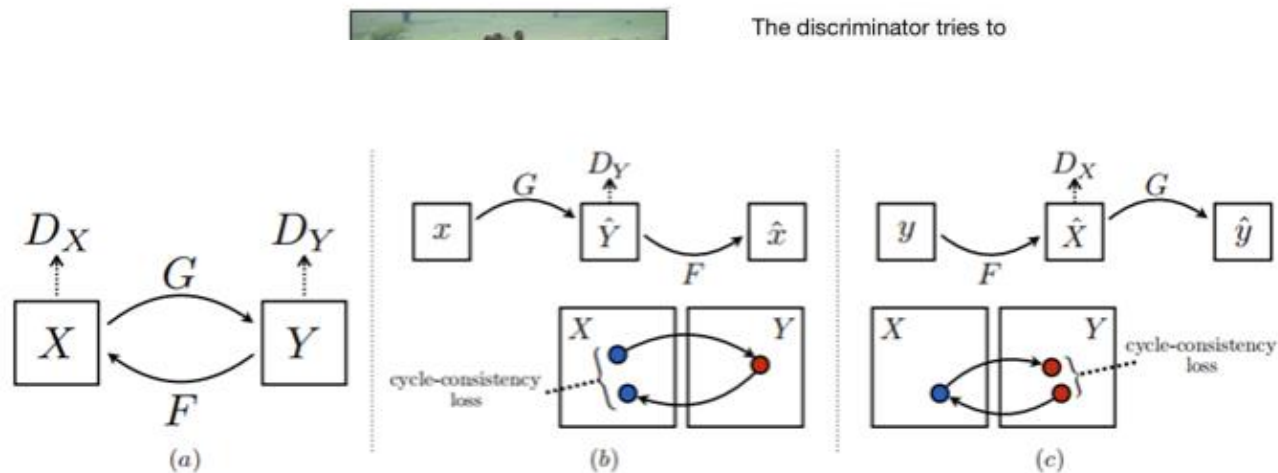 The discriminator tries to
D_X
D_Y
G
X
Y
F
(a)
D_Y
G
x
Ŷ
x̂
F
X
Y
cycle-consistency
loss
(b)
D_X
G
y
X̂
ŷ
F
X
Y
cycle-consistency
loss
(c)